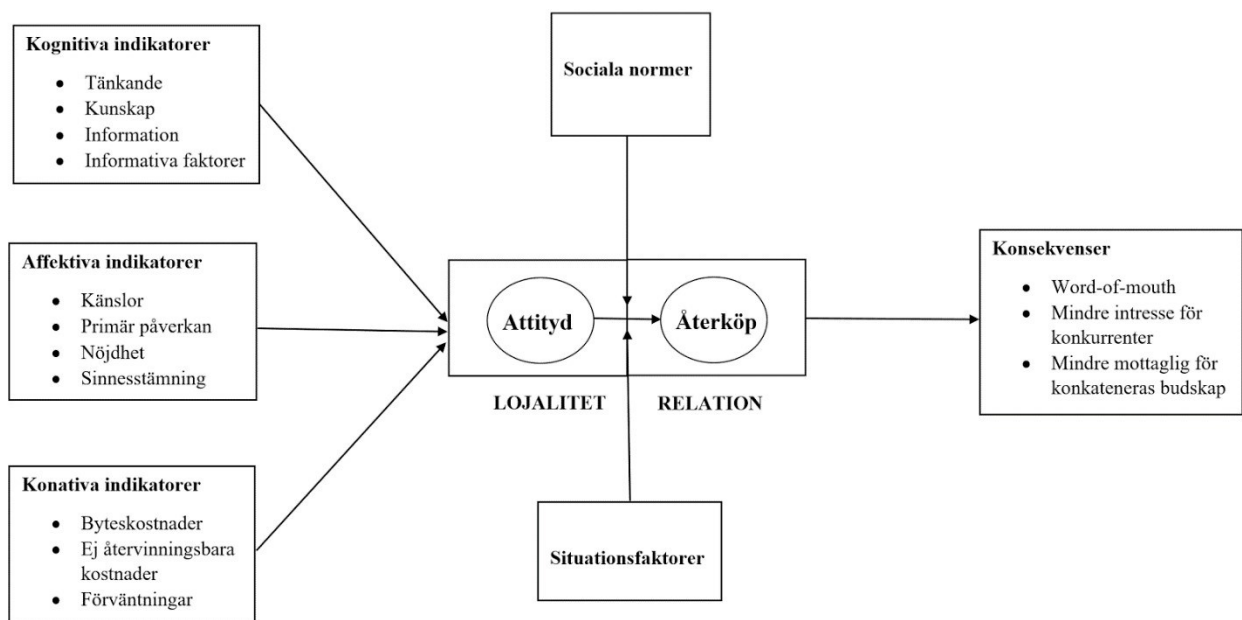 Kognitiva indikatorer
Tänkande
Kunskap
Information
Informativa faktorer
Affektiva indikatorer
Känslor
Primär påverkan
Nöjdhet
Sinnesstämning
Konativa indikatorer
Byteskostnader
Ej återvinningsbara
kostnader
Förväntningar
Sociala normer
Attityd
Återköp
LOJALITET
RELATION
Situationsfaktorer
Konsekvenser
Word-of-mouth
Mindre intresse för
konkurrenter
Mindre mottaglig för
konkateneras budskap